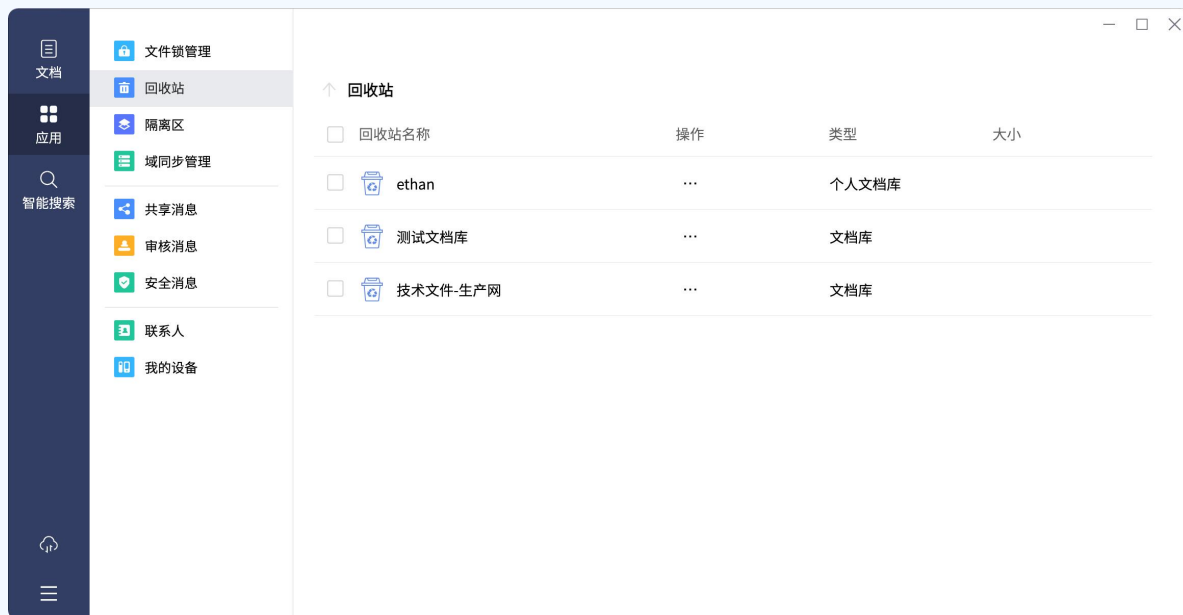 文档
应用
智能搜索
文件锁管理
回收站
隔离区
域同步管理
共享消息
审核消息
安全消息
联系人
我的设备
回收站
回收站名称 操作 类型 大小
ethan ··· 个人文档库
测试文档库 ··· 文档库
技术文件-生产网 ··· 文档库